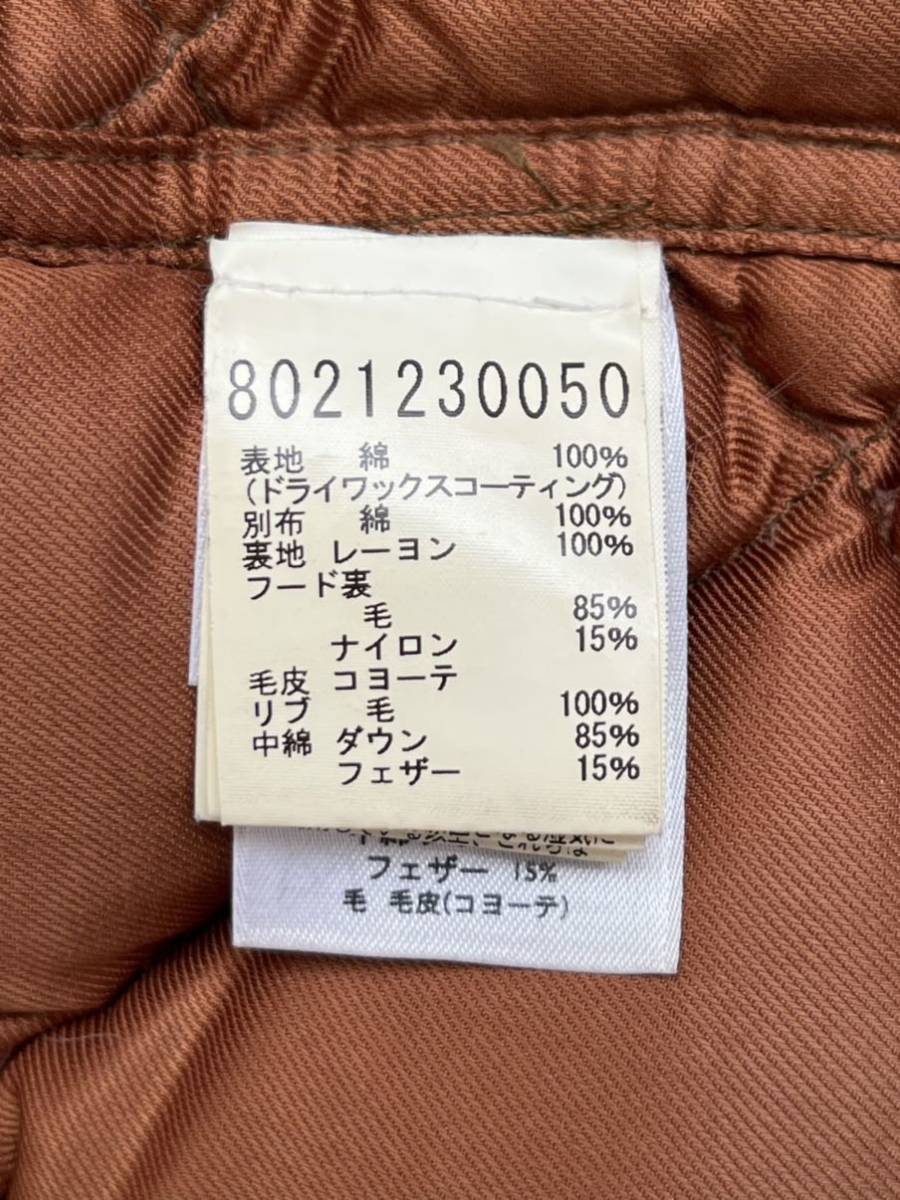 8021230050
表地 綿 100%
(ドライワックスコーティング)
別布 綿 100%
裏地 レーヨン 100%
フード裏
毛 85%
ナイロン 15%
毛皮 コヨーテ
リブ 毛 100%
中綿 ダウン 85%
フェザー 15%
フェザー 15%
毛 毛皮(コヨーテ)